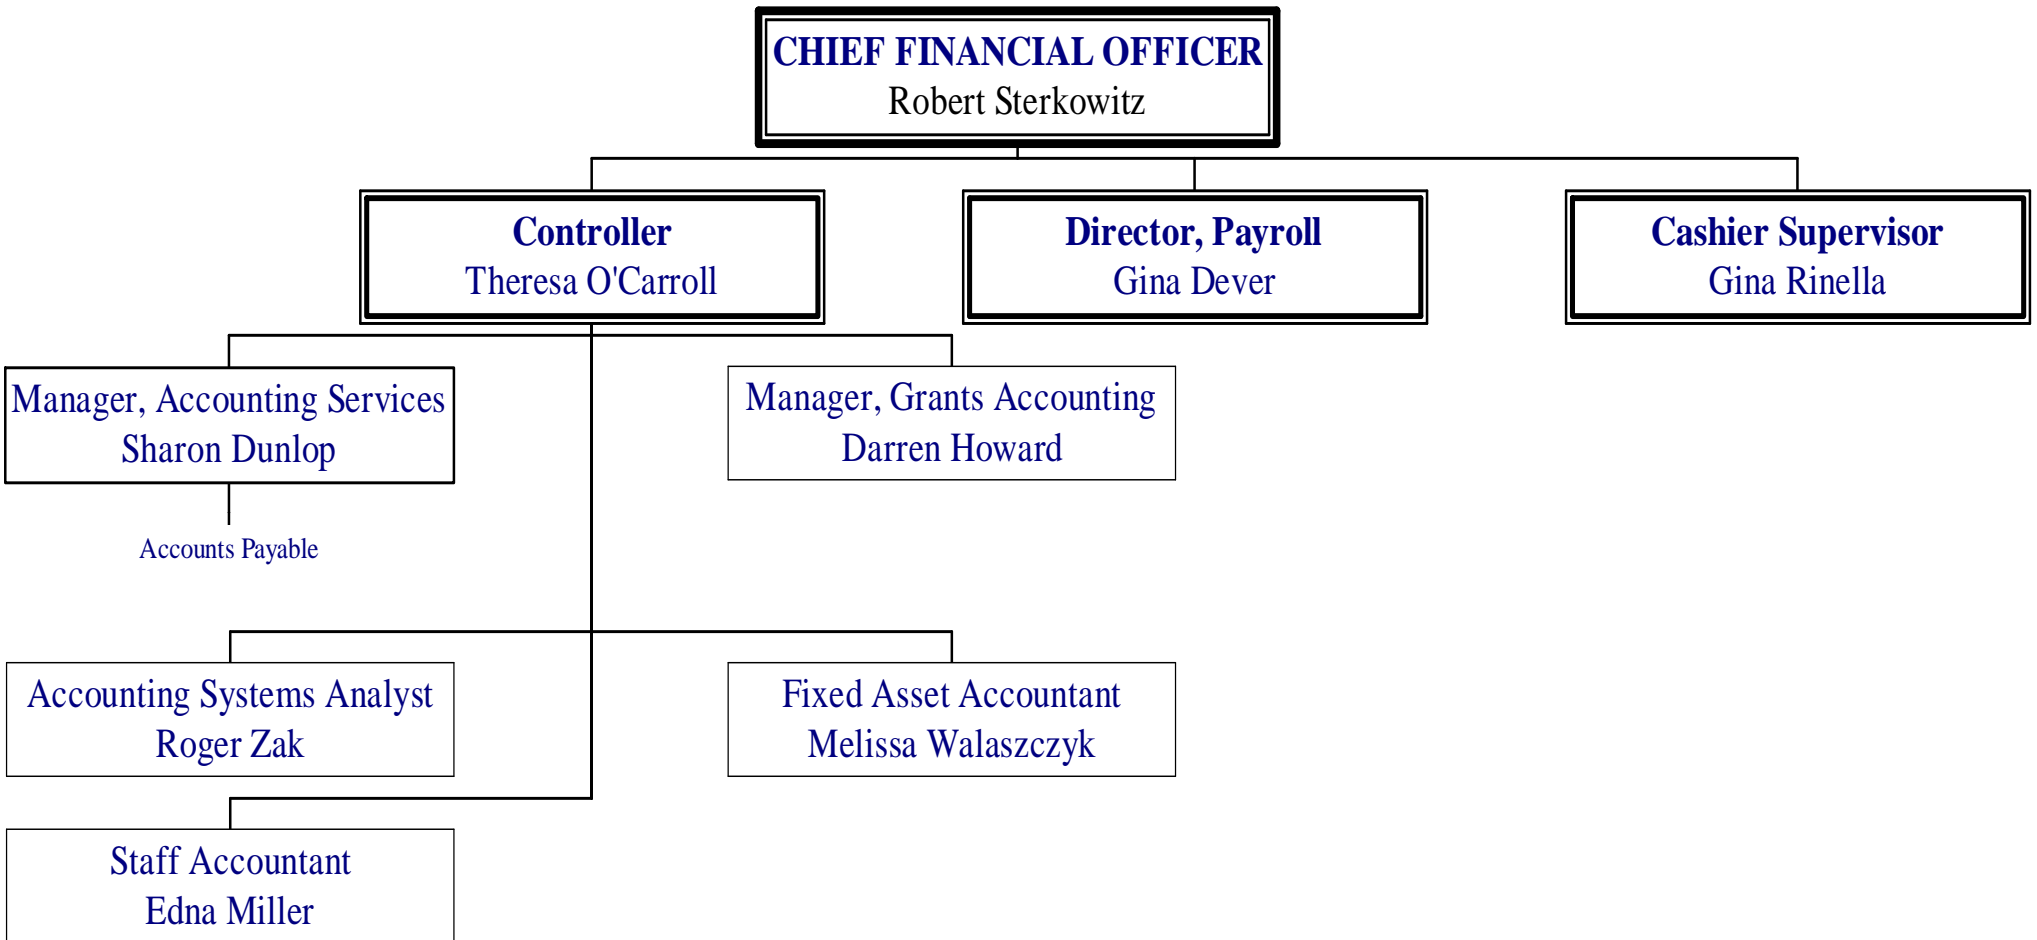 CHIEF FINANCIAL OFFICER
Robert Sterkowitz
Controller
Theresa O'Carroll
Director, Payroll
Gina Dever
Cashier Supervisor
Gina Rinella
Manager, Accounting Services
Sharon Dunlop
Manager, Grants Accounting
Darren Howard
Accounts Payable
Accounting Systems Analyst
Roger Zak
Fixed Asset Accountant
Melissa Walaszczyk
Staff Accountant
Edna Miller